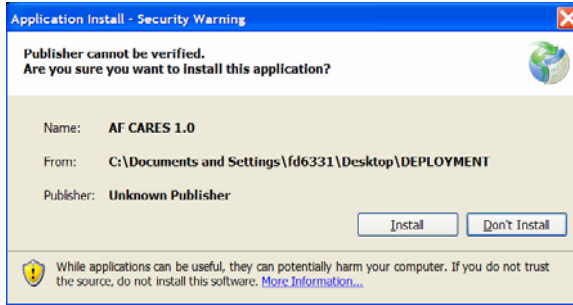 Application Install - Security Warning
Publisher cannot be verified.
Are you sure you want to install this application?
Name: AF CARES 1.0
From: C:\Documents and Settings\fd6331\Desktop\DEPLOYMENT
Publisher: Unknown Publisher
Install Don't Install
While applications can be useful, they can potentially harm your computer. If you do not trust
the source, do not install this software. More Information...